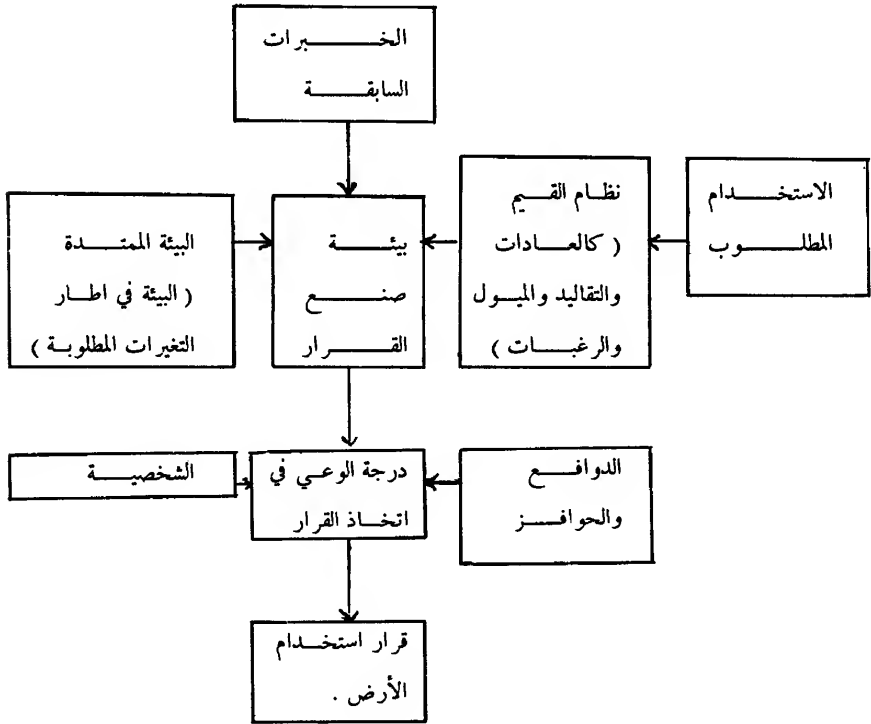 الخبرات
السابقة
الاستخدام
المطلوب
نظام القيم
( كالعادات
والتقاليد والميول
والرغبات )
بيئة
صنع
القرار
البيئة الممتدة
( البيئة في اطار
التغيرات المطلوبة )
الدوافع
والحوافز
درجة الوعي في
اتخاذ القرار
الشخصية
قرار استخدام
الأرض .